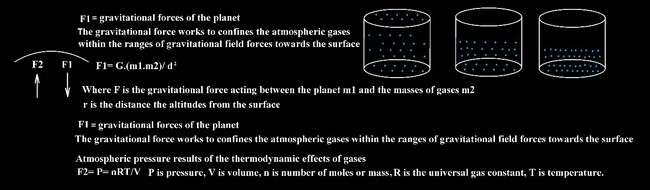 F1= gravitational forces of the planet
The gravitational force works to confines the atmospheric gases
within the ranges of gravitational field forces towards the surface
F2 F1 F1= G.(m1.m2)/ d²
Where F is the gravitational force acting between the planet m1 and the masses of gases m2
r is the distance the altitudes from the surface
F1= gravitational forces of the planet
The gravitational force works to confines the atmospheric gases within the ranges of gravitational field forces towards the surface
Atmospheric pressure results of the thermodynamic effects of gases
F2= P= nRT/V P is pressure, V is volume, n is number of moles or mass, R is the universal gas constant, T is temperature.